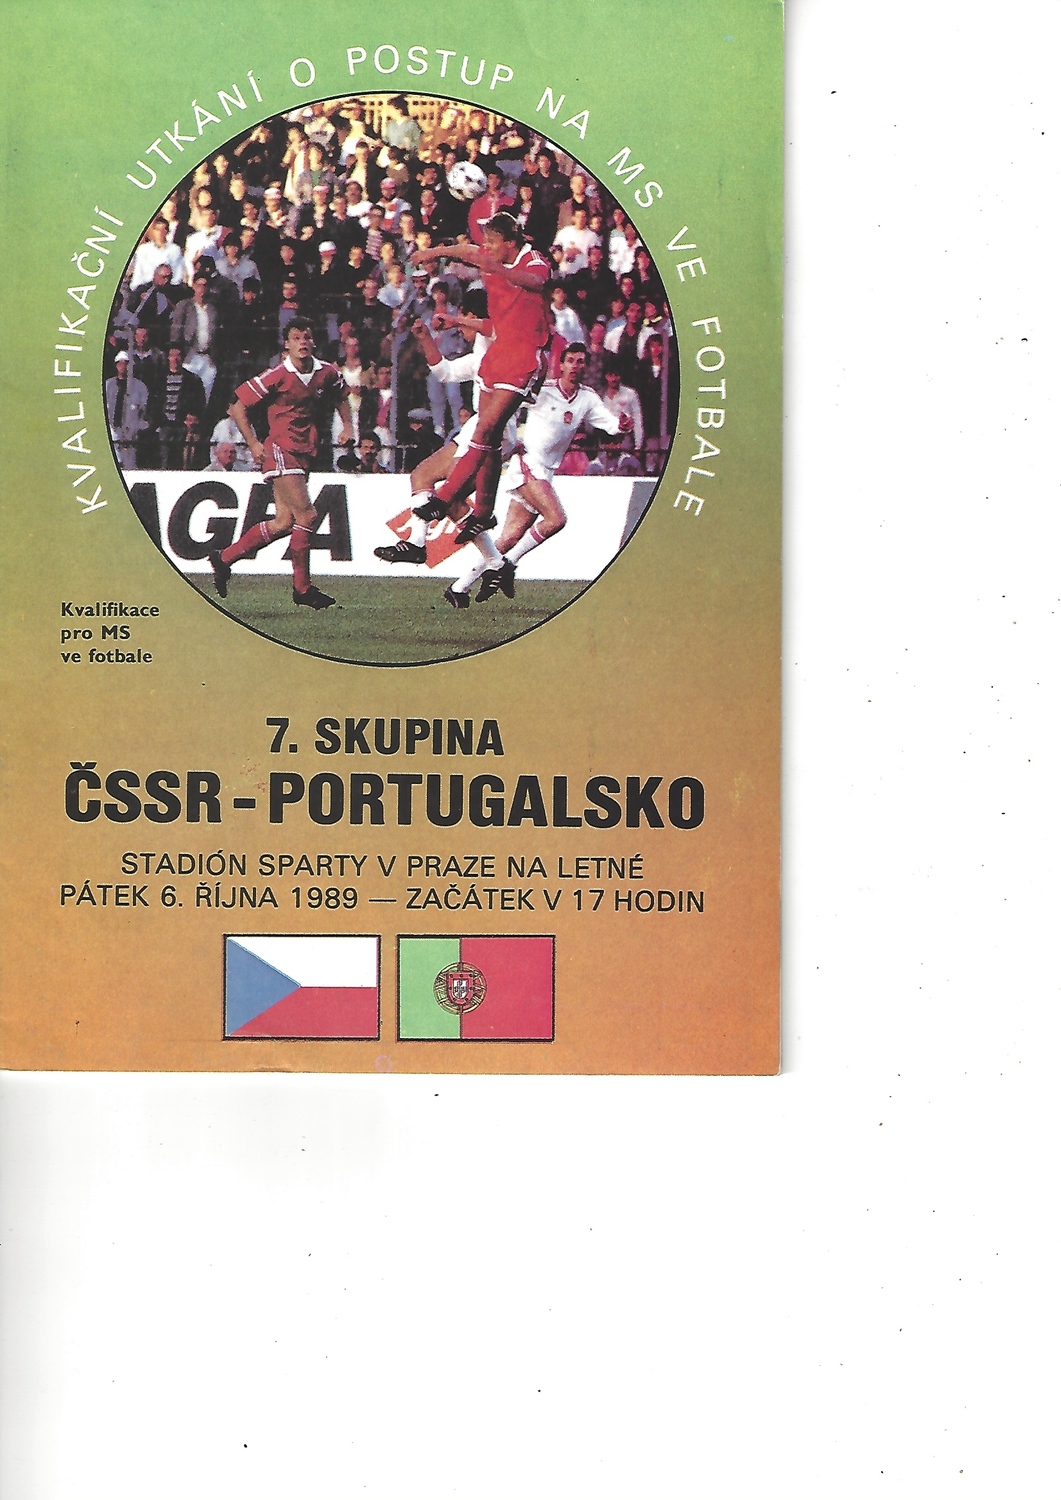 KVALIFIKAČNÍ UTKÁNÍ O POSTUP NA MS VE FOTBALE
AGFA
Kvalifikace
pro MS
ve fotbale
7. SKUPINA
ČSSR - PORTUGALSKO
STADIÓN SPARTY V PRAZE NA LETNÉ
PÁTEK 6. ŘÍJNA 1989 — ZAČÁTEK V 17 HODIN